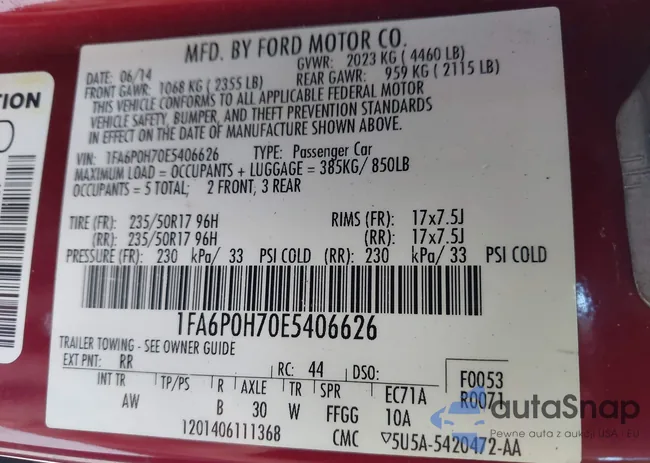 MFD. BY FORD MOTOR CO.
DATE: 06/14 GVWR: 2023 KG ( 4460 LB)
FRONT GAWR: 1068 KG ( 2355 LB) REAR GAWR: 959 KG ( 2115 LB)
THIS VEHICLE CONFORMS TO ALL APPLICABLE FEDERAL MOTOR
VEHICLE SAFETY, BUMPER, AND THEFT PREVENTION STANDARDS
IN EFFECT ON THE DATE OF MANUFACTURE SHOWN ABOVE.
VIN: 1FA6P0H70E5406626 TYPE: Passenger Car
MAXIMUM LOAD = OCCUPANTS + LUGGAGE = 385KG/ 850LB
OCCUPANTS = 5 TOTAL; 2 FRONT, 3 REAR
TIRE (FR): 235/50R17 96H RIMS (FR): 17x7.5J
(RR): 235/50R17 96H (RR): 17x7.5J
PRESSURE (FR): 230 kPa/ 33 PSI COLD (RR): 230 kPa/ 33 PSI COLD
1FA6P0H70E5406626
TRAILER TOWING - SEE OWNER GUIDE
EXT PNT: RR RC: 44 DSO: F0053
INT TR TP/PS R AXLE TR SPR EC71A R0071
AW B 30 W FFGG 10A
1201406111368 CMC ▽5U5A-5420472-AA
TION
autoSnap
Pewne auta z aukcji USA i EU